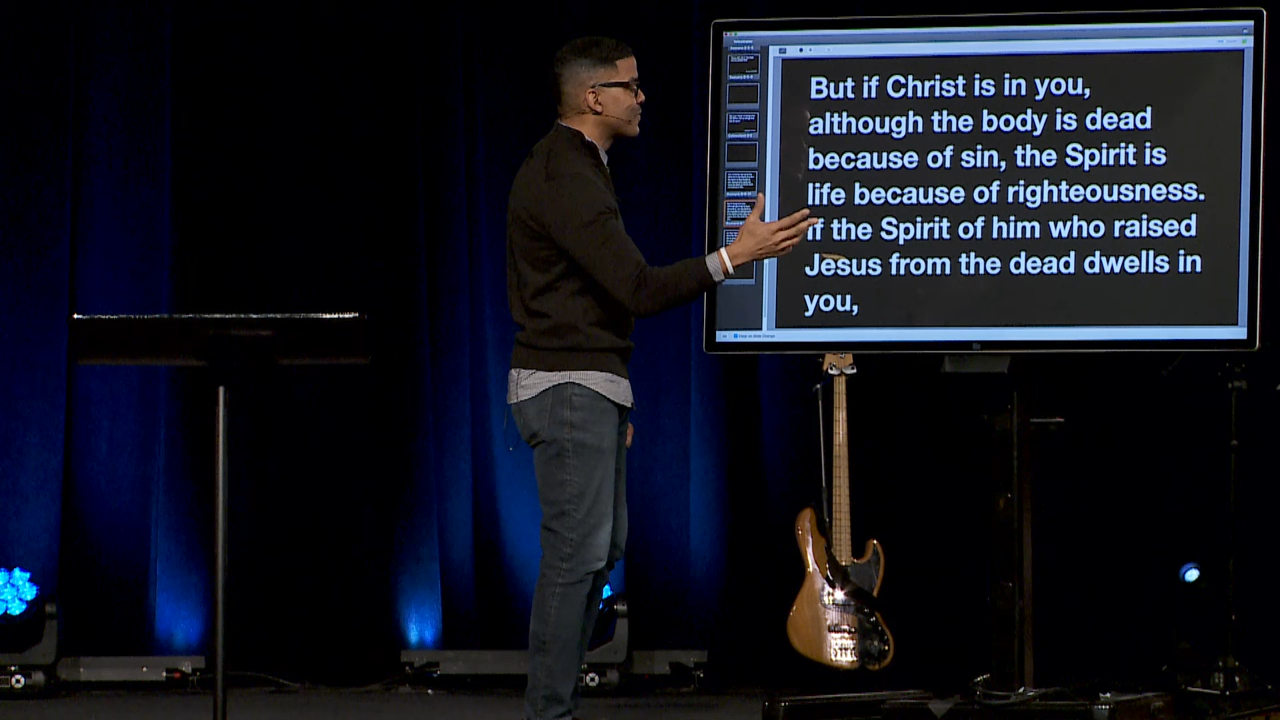 But if Christ is in you,
although the body is dead
because of sin, the Spirit is
life because of righteousness.
If the Spirit of him who raised
Jesus from the dead dwells in
you,